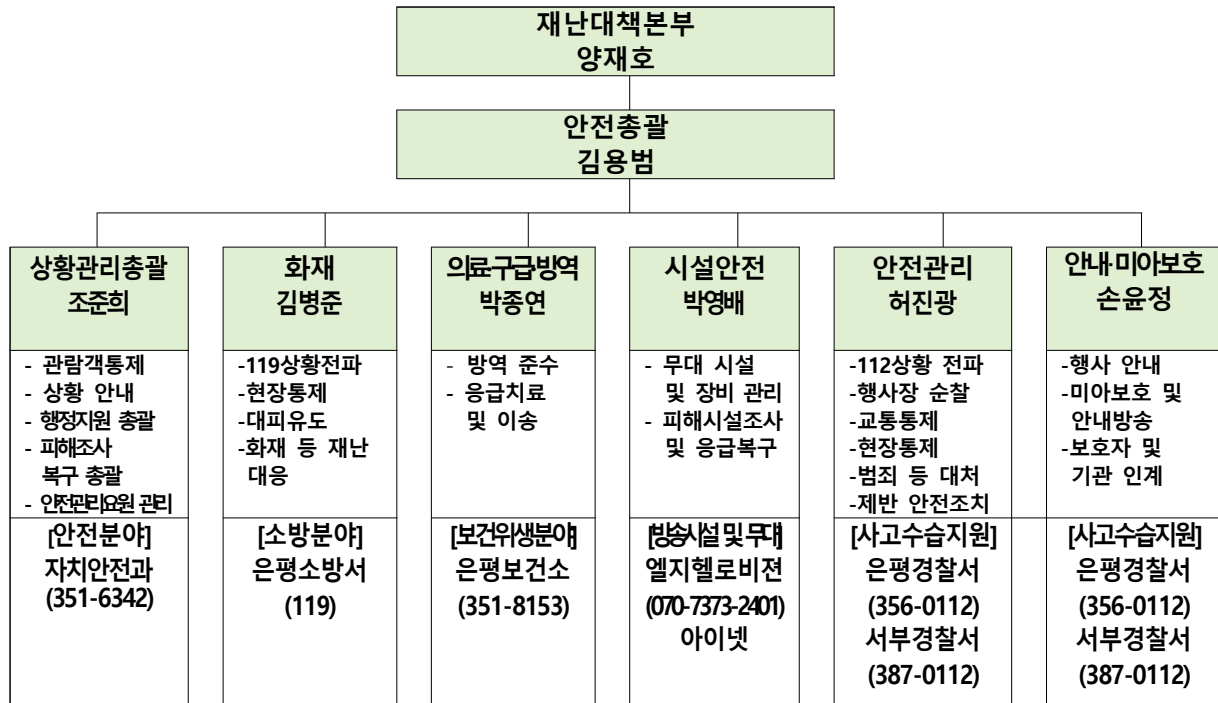 재난대책본부
양재호
안전총괄
김용범
상황관리총괄
조준희
- 관람객통제
- 상황 안내
- 행정지원 총괄
- 피해조사
복구 총괄
- 안전관리요원 관리
[안전분야]
자치안전과
(351-6342)
화재
김병준
-119상황전파
-현장통제
-대피유도
-화재 등 재난
대응
[소방분야]
은평소방서
(119)
의료·구급·방역
박종연
- 방역 준수
- 응급치료
및 이송
[보건위생분야]
은평보건소
(351-8153)
시설안전
박영배
- 무대 시설
및 장비 관리
- 피해시설조사
및 응급복구
[방송시설 및 무대]
엘지헬로비젼
(070-7373-2401)
아이넷
안전관리
허진광
-112상황 전파
-행사장 순찰
-교통통제
-현장통제
-범죄 등 대처
-제반 안전조치
[사고수습지원]
은평경찰서
(356-0112)
서부경찰서
(387-0112)
안내·미아보호
손윤정
-행사 안내
-미아보호 및
안내방송
-보호자 및
기관 인계
[사고수습지원]
은평경찰서
(356-0112)
서부경찰서
(387-0112)